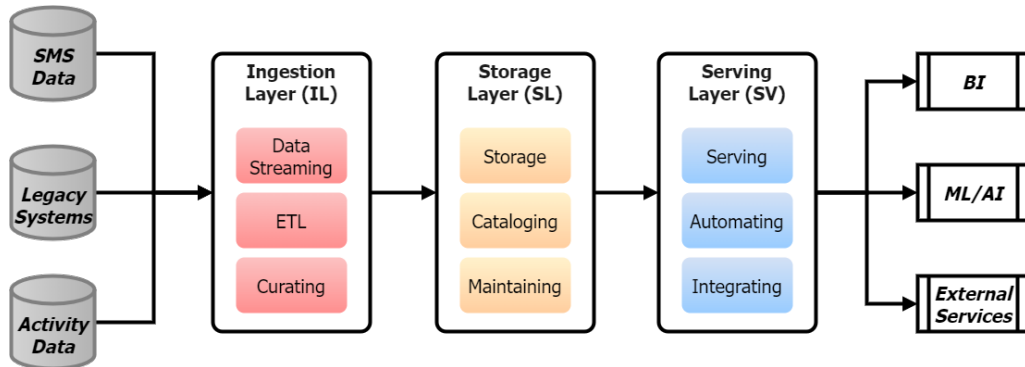 SMS
Data
Legacy
Systems
Activity
Data
Ingestion
Layer (IL)
Data
Streaming
ETL
Curating
Storage
Layer (SL)
Storage
Cataloging
Maintaining
Serving
Layer (SV)
Serving
Automating
Integrating
BI
ML/AI
External
Services